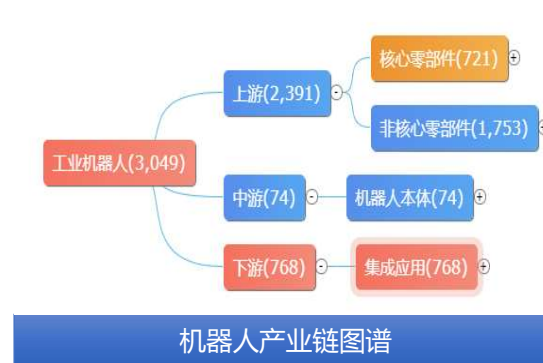 核心零部件(721)
上游(2,391)
非核心零部件(1,753)
工业机器人(3,049)
中游(74)
机器人本体(74)
下游(768)
集成应用(768)
机器人产业链图谱